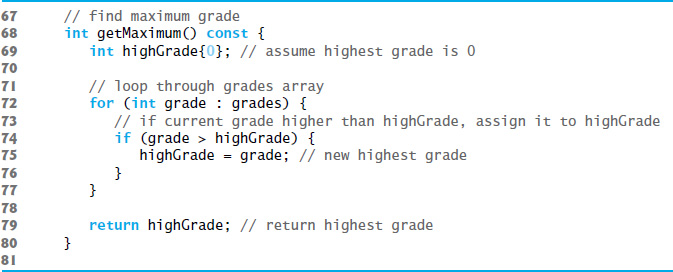 67 // find maximum grade
68 int getMaximum() const {
69 int highGrade{0}; // assume highest grade is 0
70
71 // loop through grades array
72 for (int grade : grades) {
73 // if current grade higher than highGrade, assign it to highGrade
74 if (grade > highGrade) {
75 highGrade = grade; // new highest grade
76 }
77 }
78
79 return highGrade; // return highest grade
80 }
81